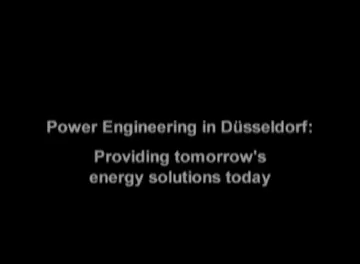 Power Engineering in Düsseldorf:
Providing tomorrow's
energy solutions today